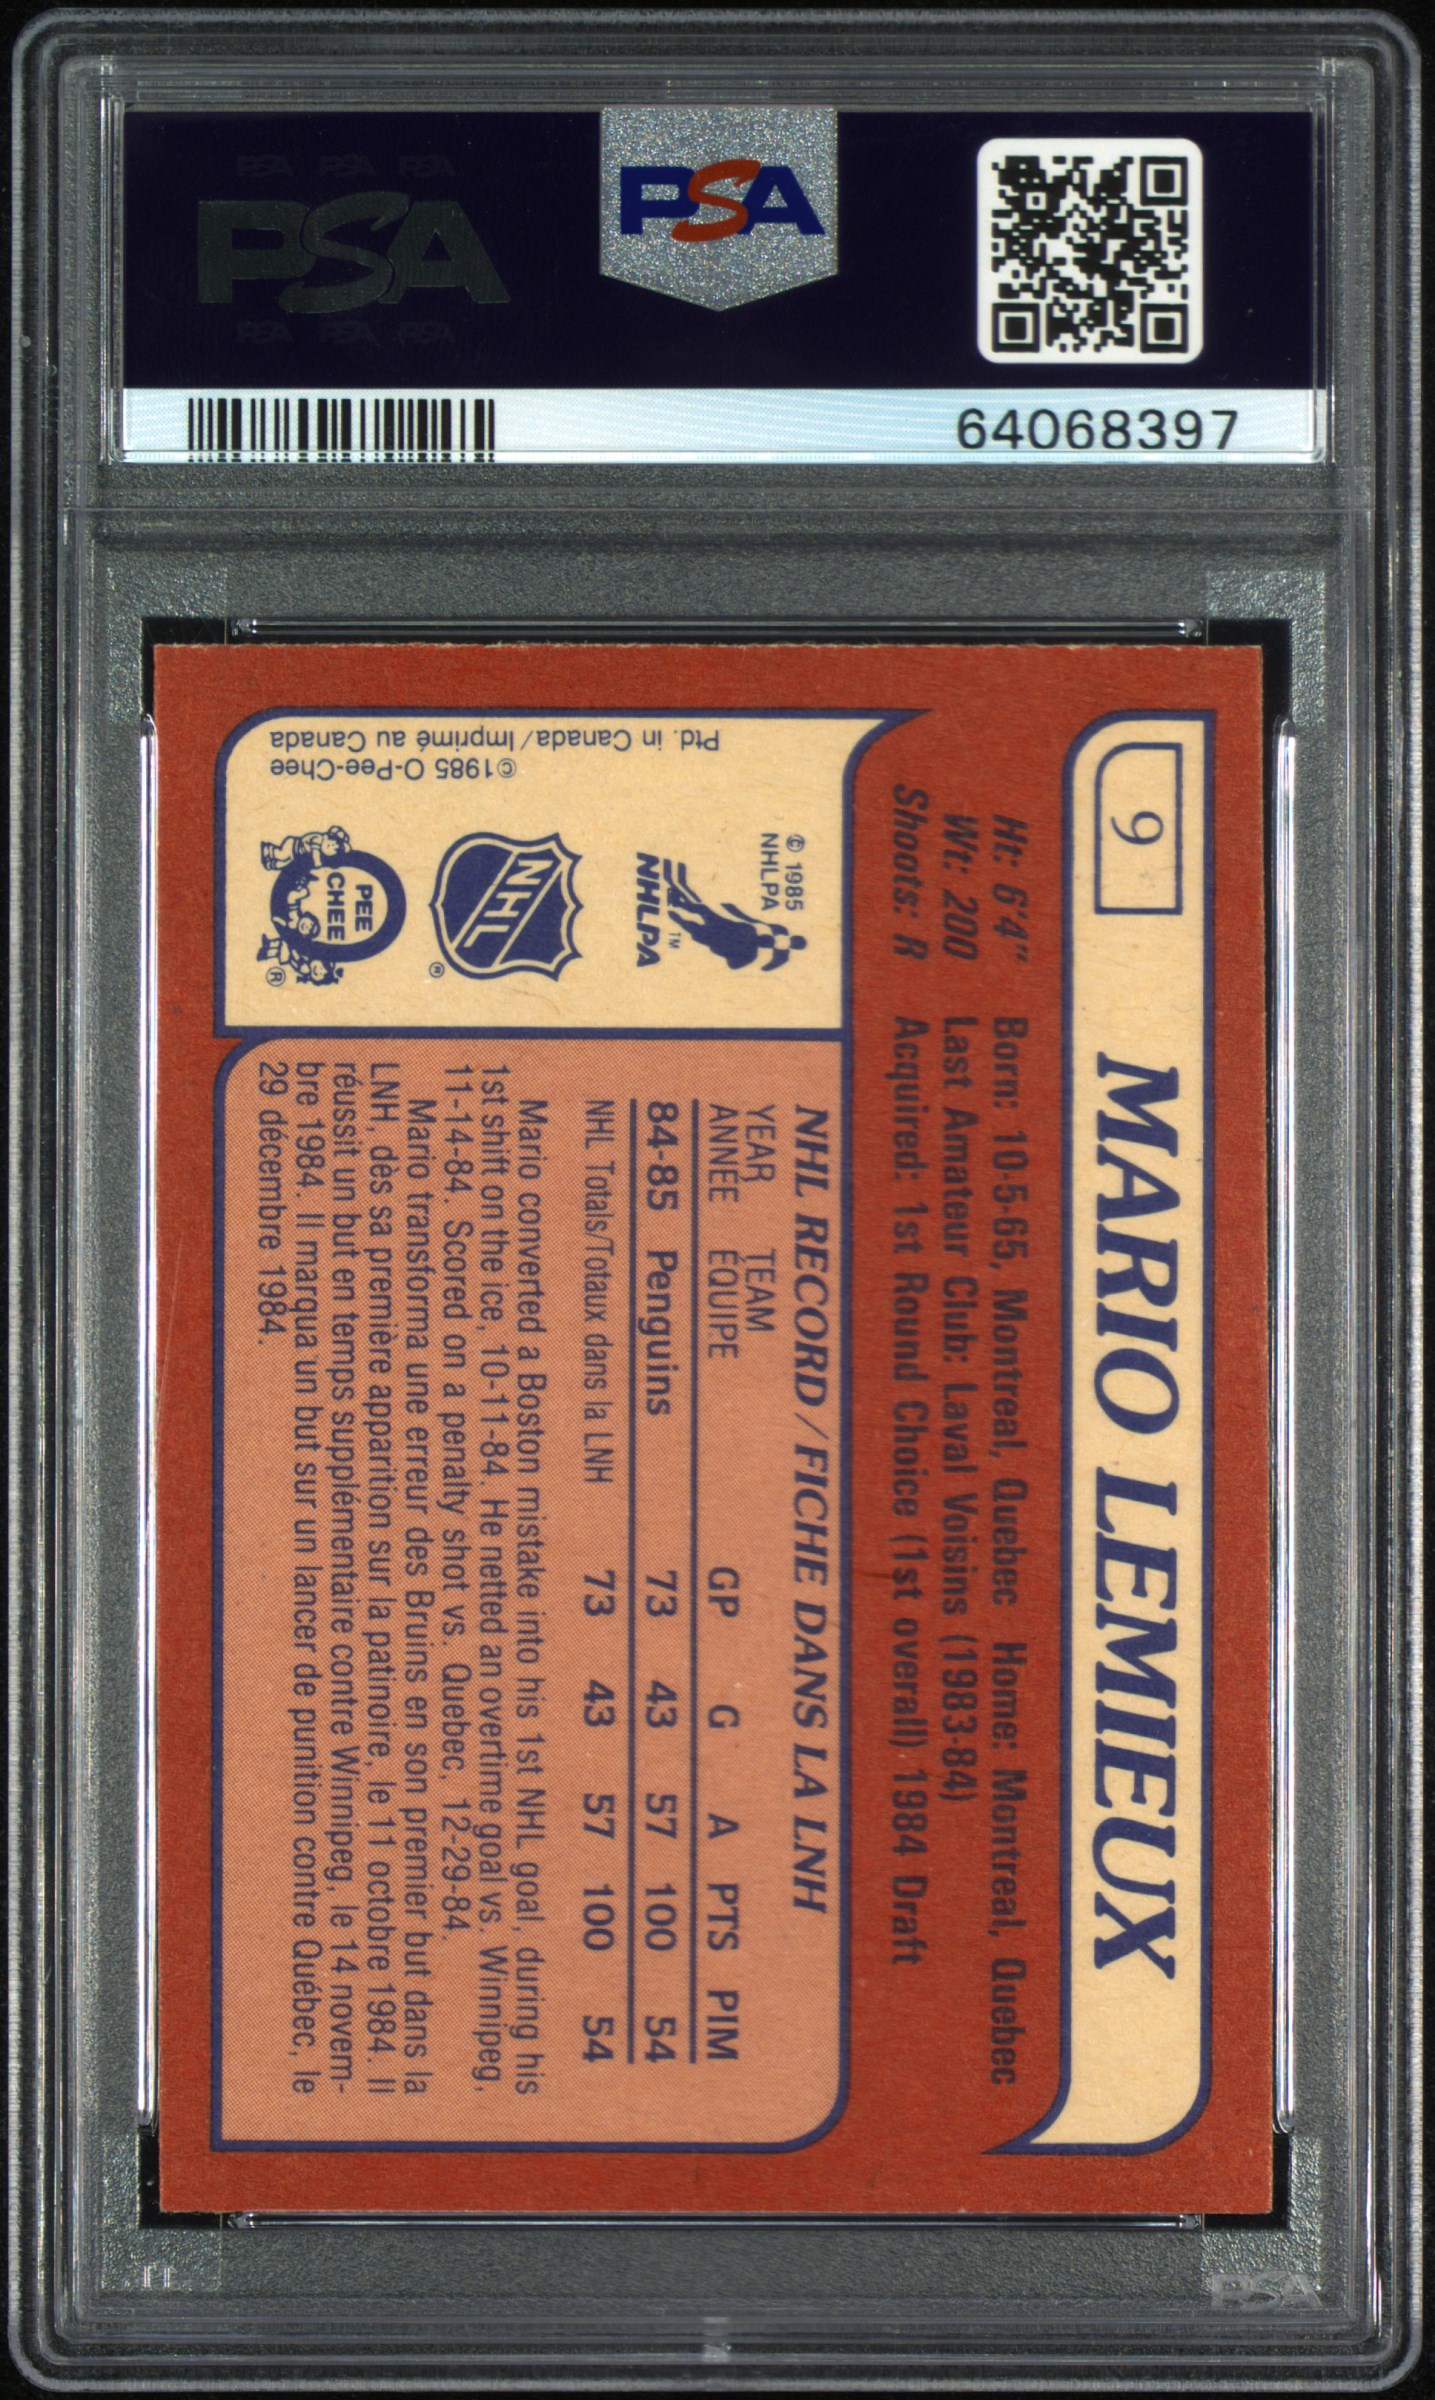 PSA PSA PSA
PSA
PSA PSA PSA
PSA
64068397
9
MARIO LEMIEUX
Ht: 6'4" Born: 10-5-65, Montreal, Quebec Home: Montreal, Quebec
Wt: 200 Last Amateur Club: Laval Voisins (1983-84)
Shoots: R Acquired: 1st Round Choice (1st overall) 1984 Draft
© 1985
NHLPA
TM
NHLPA
NHL
®
PEE
CHEE
®
©1985 O-Pee-Chee
Ptd. in Canada/Imprimé au Canada
NHL RECORD/FICHE DANS LA LNH
YEAR TEAM
ANNÉE ÉQUIPE GP G A PTS PIM
84-85 Penguins 73 43 57 100 54
NHL Totals/Totaux dans la LNH 73 43 57 100 54
Mario converted a Boston mistake into his 1st NHL goal, during his
1st shift on the ice, 10-11-84. He netted an overtime goal vs. Winnipeg,
11-14-84. Scored on a penalty shot vs. Quebec, 12-29-84.
Mario transforma une erreur des Bruins en son premier but dans la
LNH, dès sa première apparition sur la patinoire, le 11 octobre 1984. Il
réussit un but en temps supplémentaire contre Winnipeg, le 14 novem-
bre 1984. Il marqua un but sur un lancer de punition contre Québec, le
29 décembre 1984.
PSA